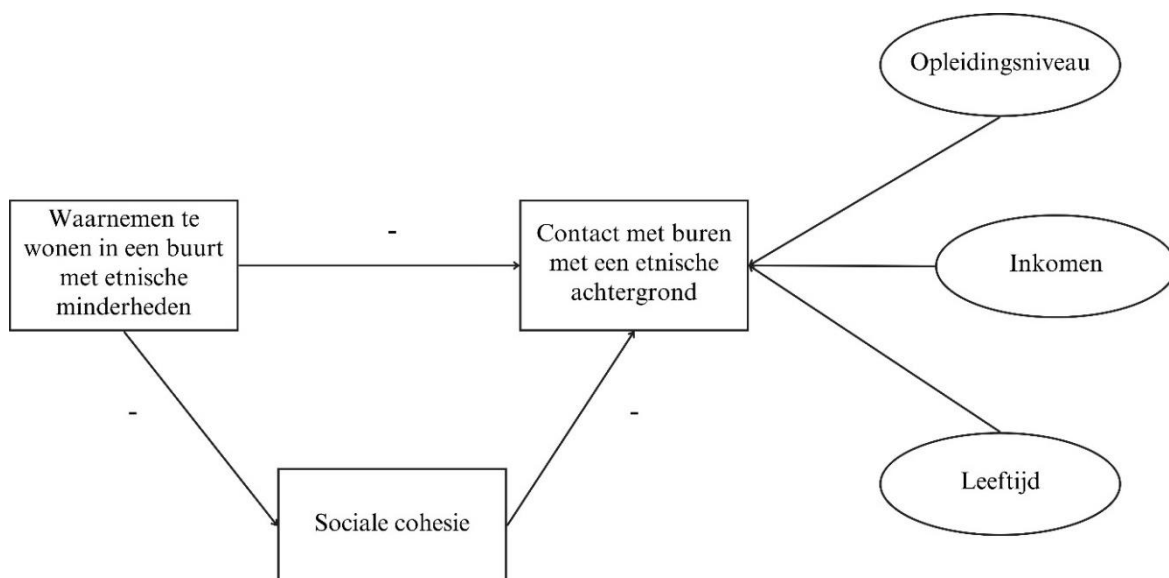 Opleidingsniveau
Waarnemen te
wonen in een buurt
met etnische
minderheden
-
Contact met buren
met een etnische
achtergrond
Inkomen
-
-
Leeftijd
Sociale cohesie